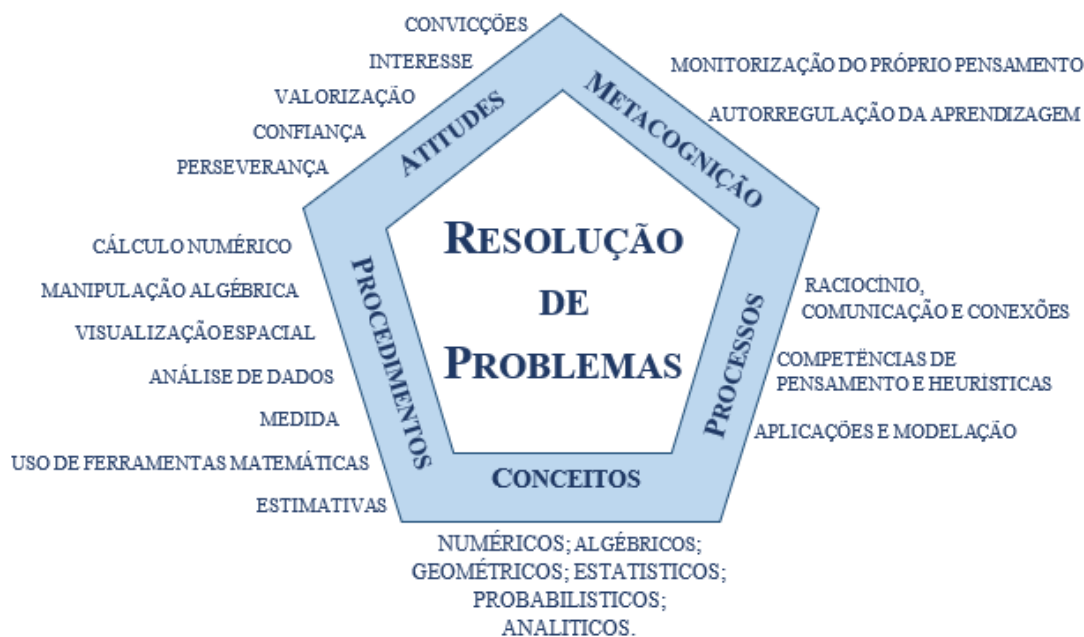 CONVICÇÕES
INTERESSE
VALORIZAÇÃO
CONFIANÇA
PERSEVERANÇA
ATITUDES
METACOGNIÇÃO
MONITORIZAÇÃO DO PRÓPRIO PENSAMENTO
AUTORREGULAÇÃO DA APRENDIZAGEM
RESOLUÇÃO
DE
PROBLEMAS
CÁLCULO NUMÉRICO
MANIPULAÇÃO ALGÉBRICA
VISUALIZAÇÃO ESPACIAL
ANÁLISE DE DADOS
MEDIDA
USO DE FERRAMENTAS MATEMÁTICAS
ESTIMATIVAS
PROCEDIMENTOS
PROCESSOS
RACIOCÍNIO,
COMUNICAÇÃO E CONEXÕES
COMPETÊNCIAS DE
PENSAMENTO E HEURÍSTICAS
APLICAÇÕES E MODELAÇÃO
CONCEITOS
NUMÉRICOS; ALGÉBRICOS;
GEOMÉTRICOS; ESTATISTICOS;
PROBABILISTICOS;
ANALITICOS.